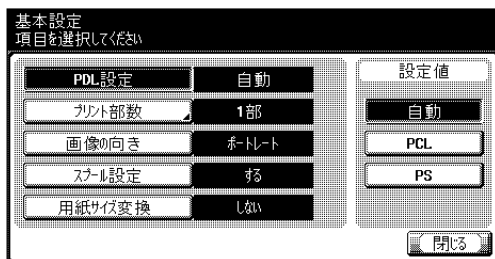 基本設定
項目を選択してください
PDL設定 自動
プリント部数 1部
画像の向き ポートレート
スプール設定 する
用紙サイズ変換 しない
設定値
自動
PCL
PS
閉じる